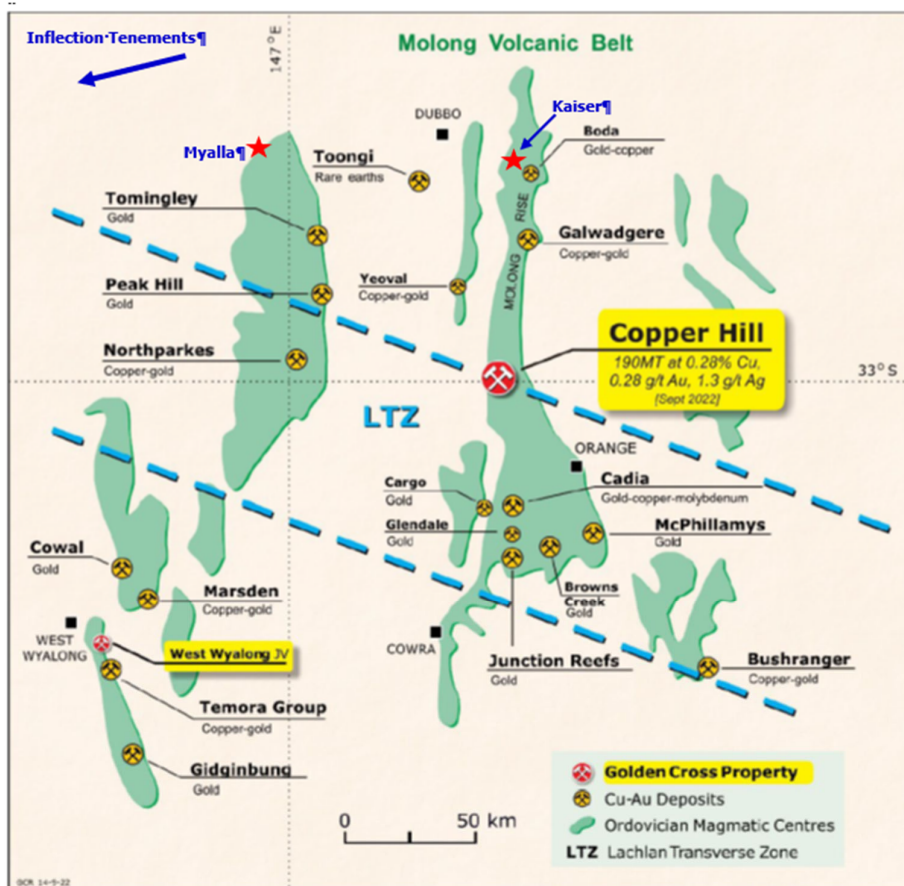 Inflection·Tenements¶
147° E
Molong Volcanic Belt
DUBBO
Kaiser¶
Boda
Gold-copper
Myalla¶
Toongi
Rare earths
Tomingley
Gold
MOLONG RISE
Galwadgere
Copper-gold
Peak Hill
Gold
Yeoval
Copper-gold
Northparkes
Copper-gold
Copper Hill
190MT at 0.28% Cu,
0.28 g/t Au, 1.3 g/t Ag
[Sept 2022]
33° S
LTZ
ORANGE
Cargo
Gold
Cadia
Gold-copper-molybdenum
Glendale
Gold
McPhillamys
Gold
Cowal
Gold
Marsden
Copper-gold
Browns
Creek
Gold
WEST
WYALONG
West Wyalong JV
COWRA
Junction Reefs
Gold
Bushranger
Copper-gold
Temora Group
Copper-gold
Gidginbung
Gold
0 50 km
Golden Cross Property
Cu-Au Deposits
Ordovician Magmatic Centres
LTZ Lachlan Transverse Zone
GCR 14-9-22